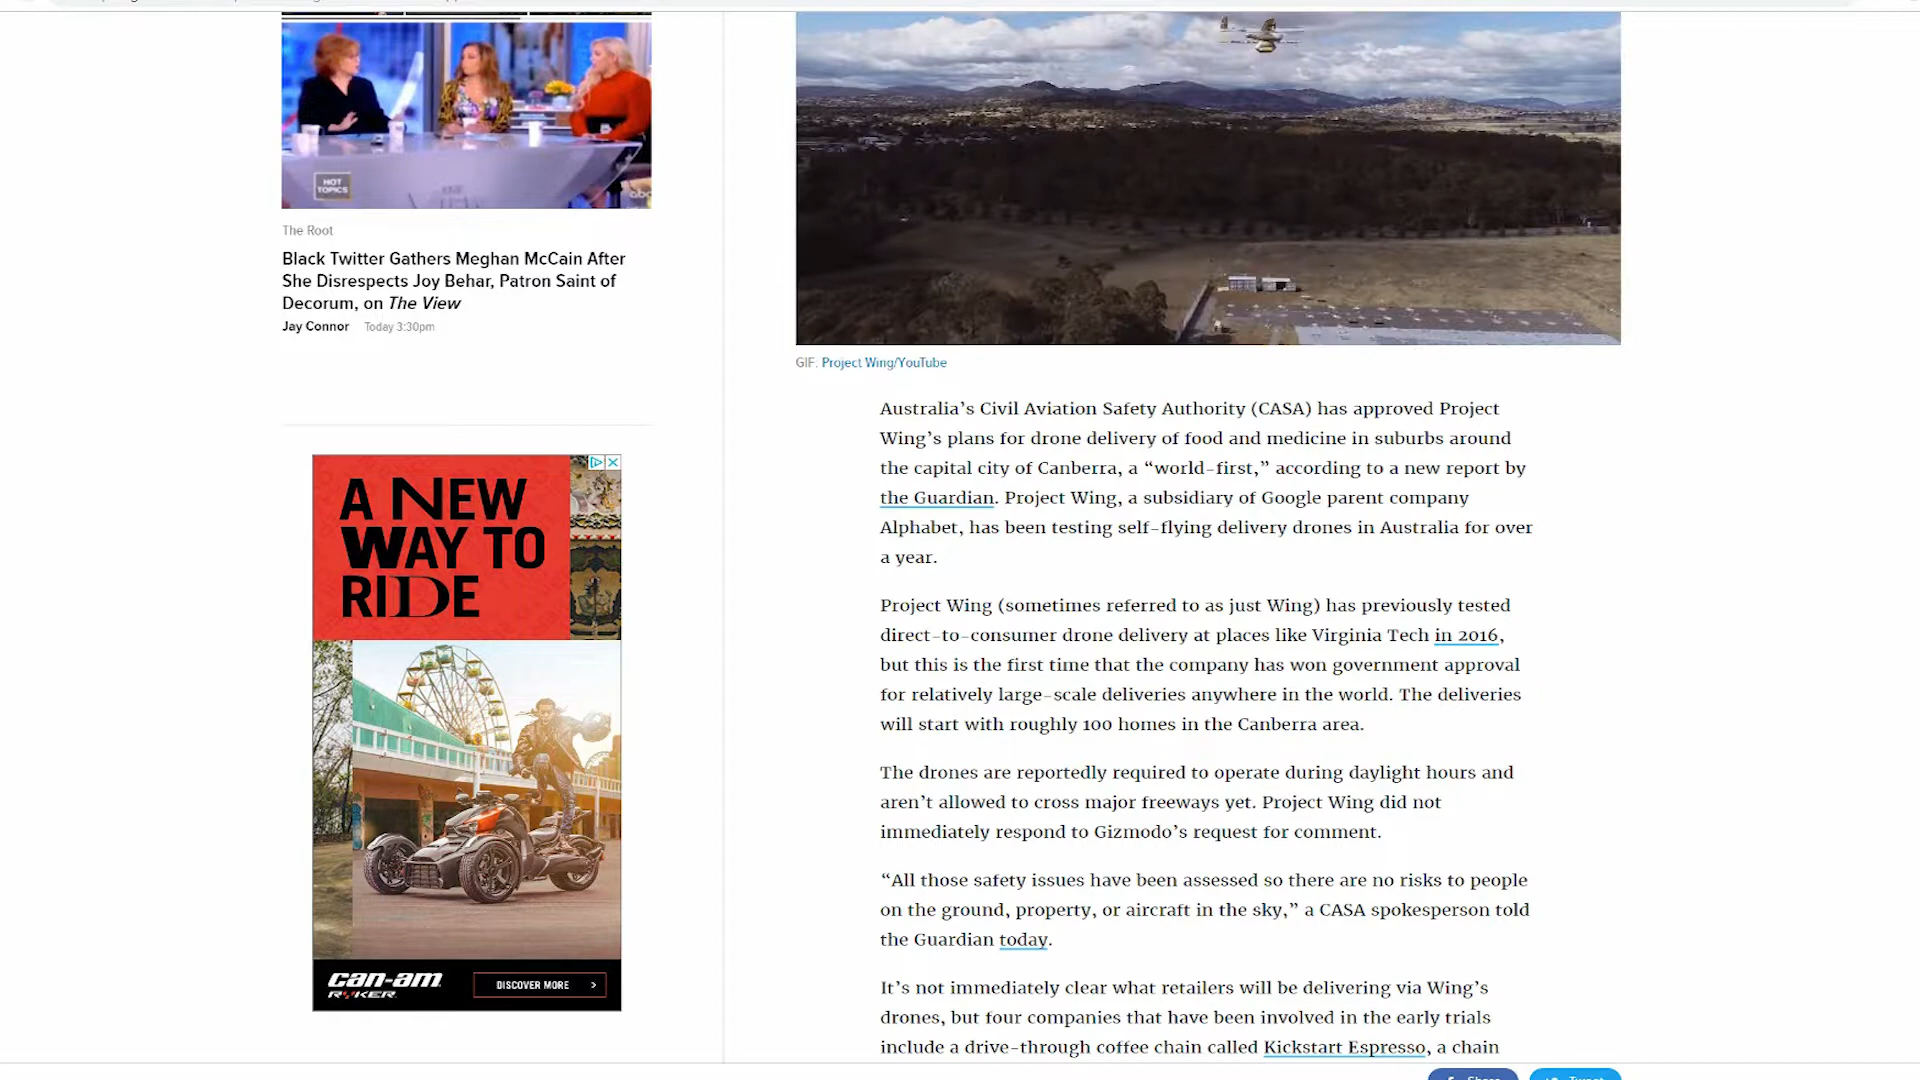 HOT
TOPICS
abc
The Root
Black Twitter Gathers Meghan McCain After
She Disrespects Joy Behar, Patron Saint of
Decorum, on The View
Jay Connor Today 3:30pm
A NEW
WAY TO
RIDE
can-am
RYKER
DISCOVER MORE
GIF: Project Wing/YouTube
Australia’s Civil Aviation Safety Authority (CASA) has approved Project
Wing’s plans for drone delivery of food and medicine in suburbs around
the capital city of Canberra, a “world-first,” according to a new report by
the Guardian. Project Wing, a subsidiary of Google parent company
Alphabet, has been testing self-flying delivery drones in Australia for over
a year.
Project Wing (sometimes referred to as just Wing) has previously tested
direct-to-consumer drone delivery at places like Virginia Tech in 2016,
but this is the first time that the company has won government approval
for relatively large-scale deliveries anywhere in the world. The deliveries
will start with roughly 100 homes in the Canberra area.
The drones are reportedly required to operate during daylight hours and
aren’t allowed to cross major freeways yet. Project Wing did not
immediately respond to Gizmodo’s request for comment.
“All those safety issues have been assessed so there are no risks to people
on the ground, property, or aircraft in the sky,” a CASA spokesperson told
the Guardian today.
It’s not immediately clear what retailers will be delivering via Wing’s
drones, but four companies that have been involved in the early trials
include a drive-through coffee chain called Kickstart Espresso, a chain
Share
Tweet